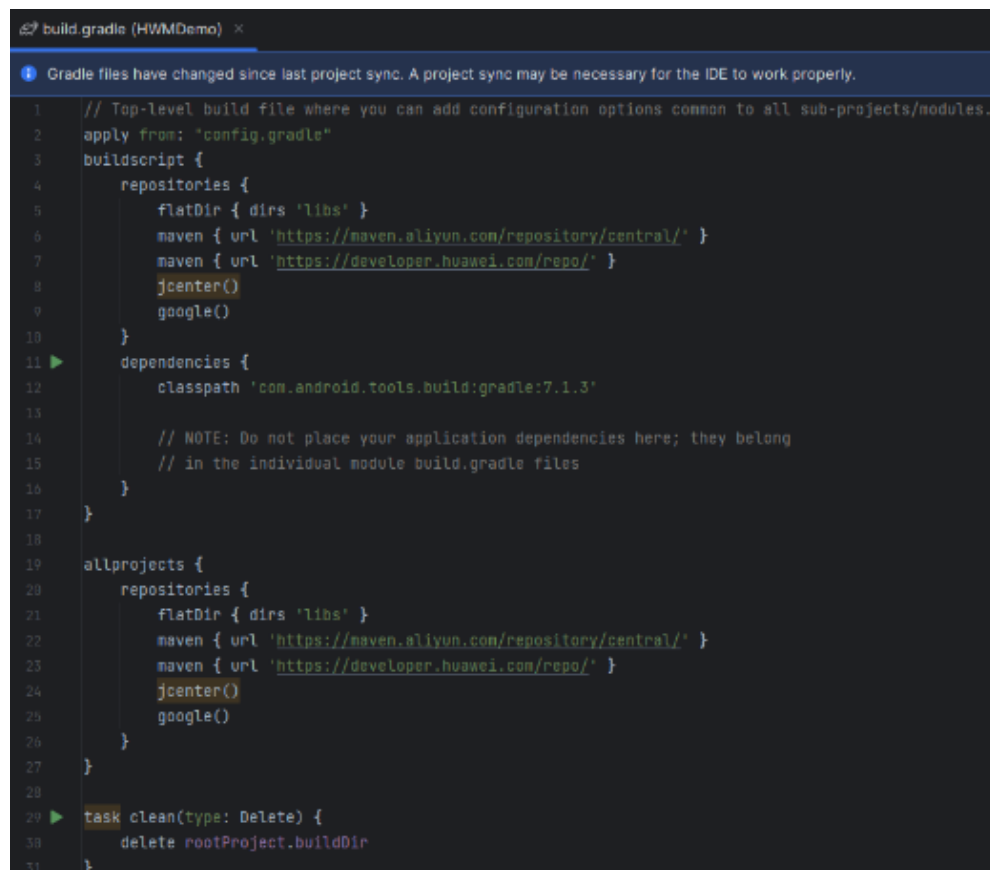 build.gradle (HWMDemo) ×
Gradle files have changed since last project sync. A project sync may be necessary for the IDE to work properly.
1 // Top-level build file where you can add configuration options common to all sub-projects/modules.
2 apply from: "config.gradle"
3 buildscript {
4 repositories {
5 flatDir { dirs 'libs' }
6 maven { url 'https://maven.aliyun.com/repository/central/' }
7 maven { url 'https://developer.huawei.com/repo/' }
8 jcenter()
9 google()
10 }
11 dependencies {
12 classpath 'com.android.tools.build:gradle:7.1.3'
13
14 // NOTE: Do not place your application dependencies here; they belong
15 // in the individual module build.gradle files
16 }
17 }
18
19 allprojects {
20 repositories {
21 flatDir { dirs 'libs' }
22 maven { url 'https://maven.aliyun.com/repository/central/' }
23 maven { url 'https://developer.huawei.com/repo/' }
24 jcenter()
25 google()
26 }
27 }
28
29 task clean(type: Delete) {
30 delete rootProject.buildDir
31 }